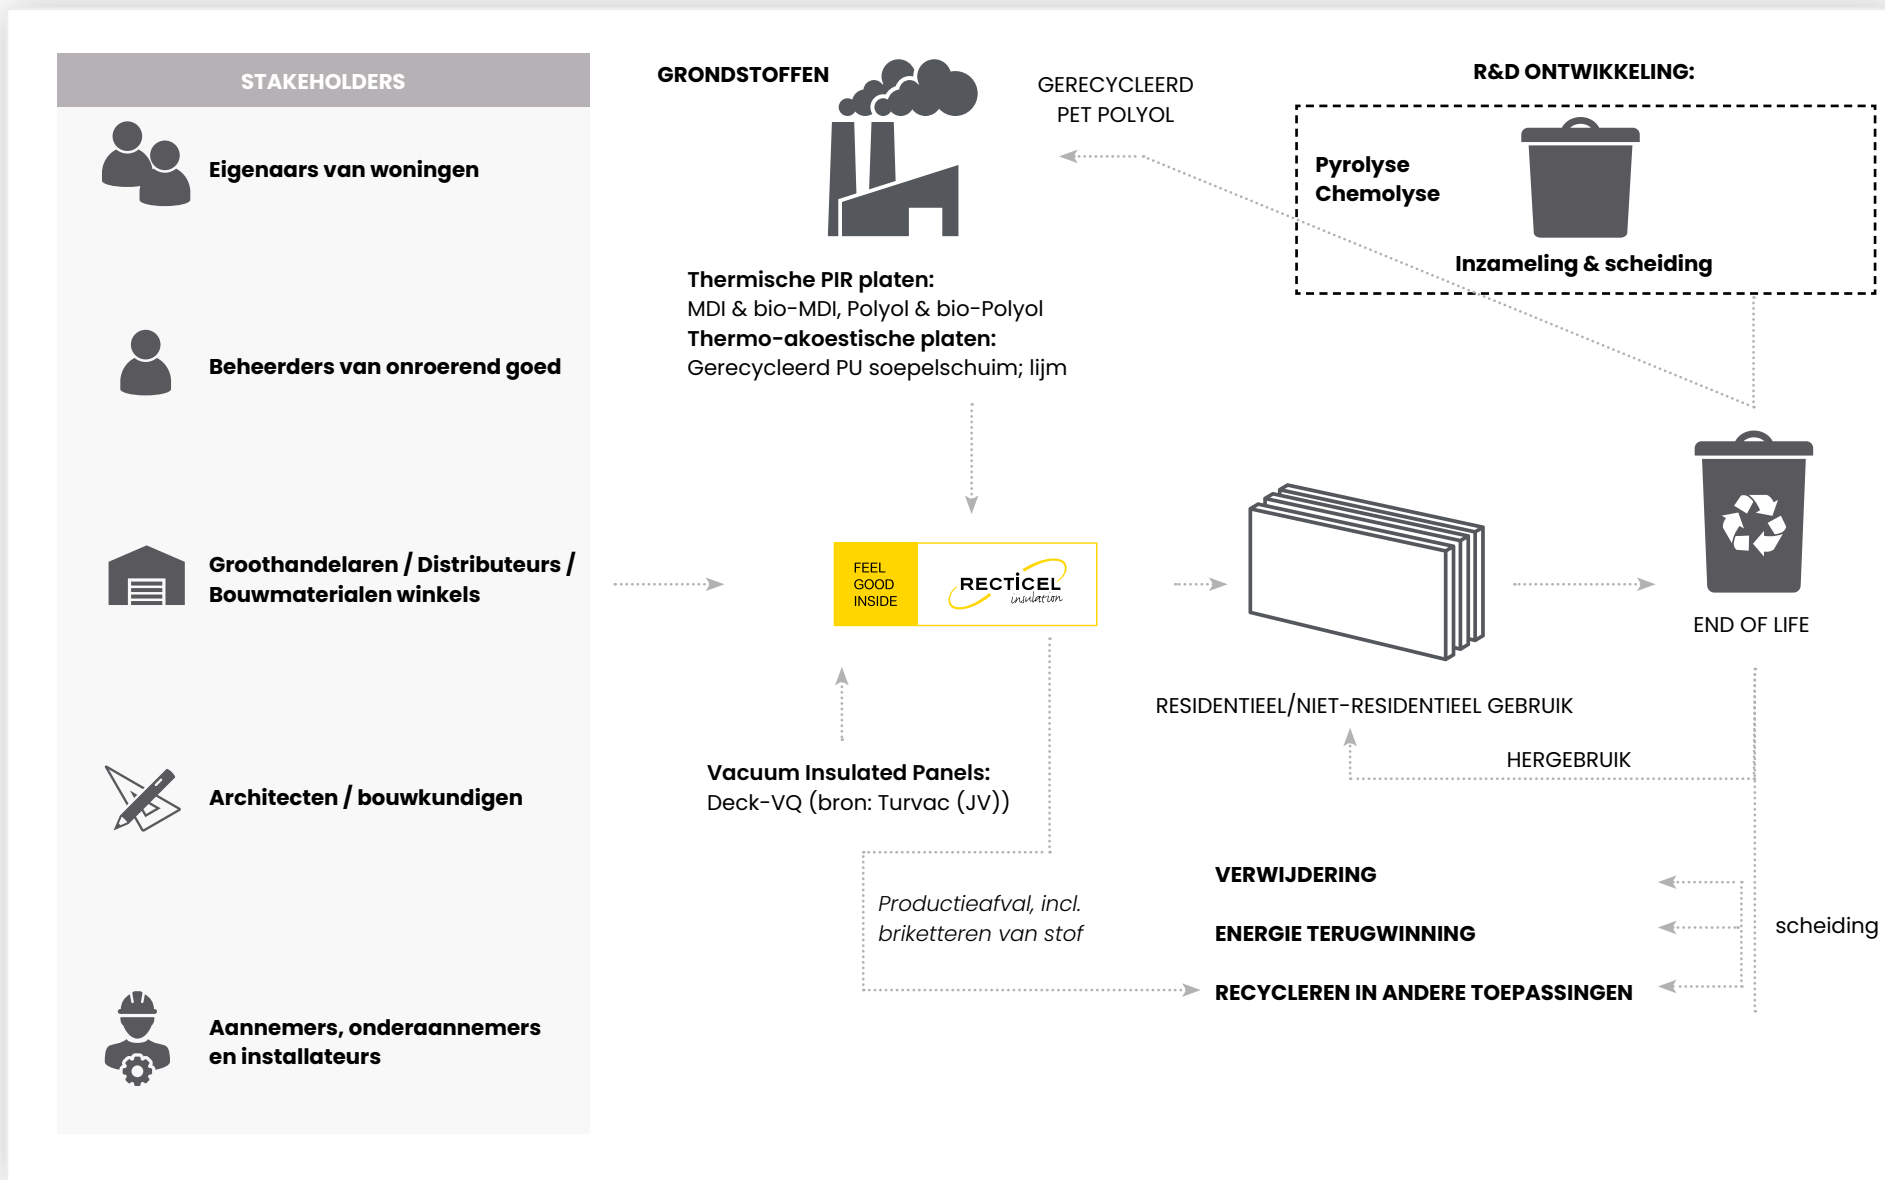 STAKEHOLDERS
Eigenaars van woningen
Beheerders van onroerend goed
Groothandelaren / Distributeurs /
Bouwmaterialen winkels
Architecten / bouwkundigen
Aannemers, onderaannemers
en installateurs
GRONDSTOFFEN
GERECYCLEERD
PET POLYOL
R&D ONTWIKKELING:
Pyrolyse
Chemolyse
Inzameling & scheiding
Thermische PIR platen:
MDI & bio-MDI, Polyol & bio-Polyol
Thermo-akoestische platen:
Gerecycleerd PU soepelschuim; lijm
FEEL
GOOD
INSIDE
RECTICEL
insulation
END OF LIFE
RESIDENTIEEL/NIET-RESIDENTIEEL GEBRUIK
HERGEBRUIK
Vacuum Insulated Panels:
Deck-VQ (bron: Turvac (JV))
Productieafval, incl.
briketteren van stof
VERWIJDERING
ENERGIE TERUGWINNING
RECYCLEREN IN ANDERE TOEPASSINGEN
scheiding